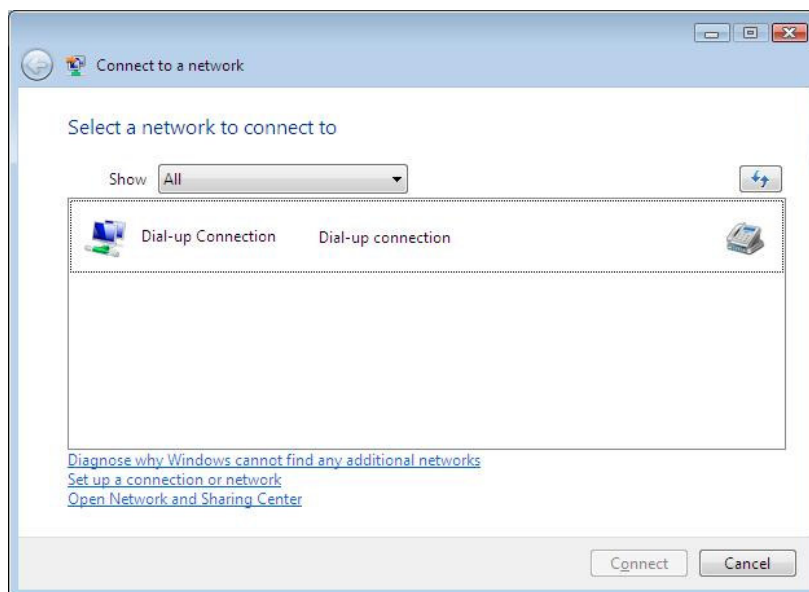 Connect to a network
Select a network to connect to
Show All
Dial-up Connection Dial-up connection
Diagnose why Windows cannot find any additional networks
Set up a connection or network
Open Network and Sharing Center
Connect Cancel